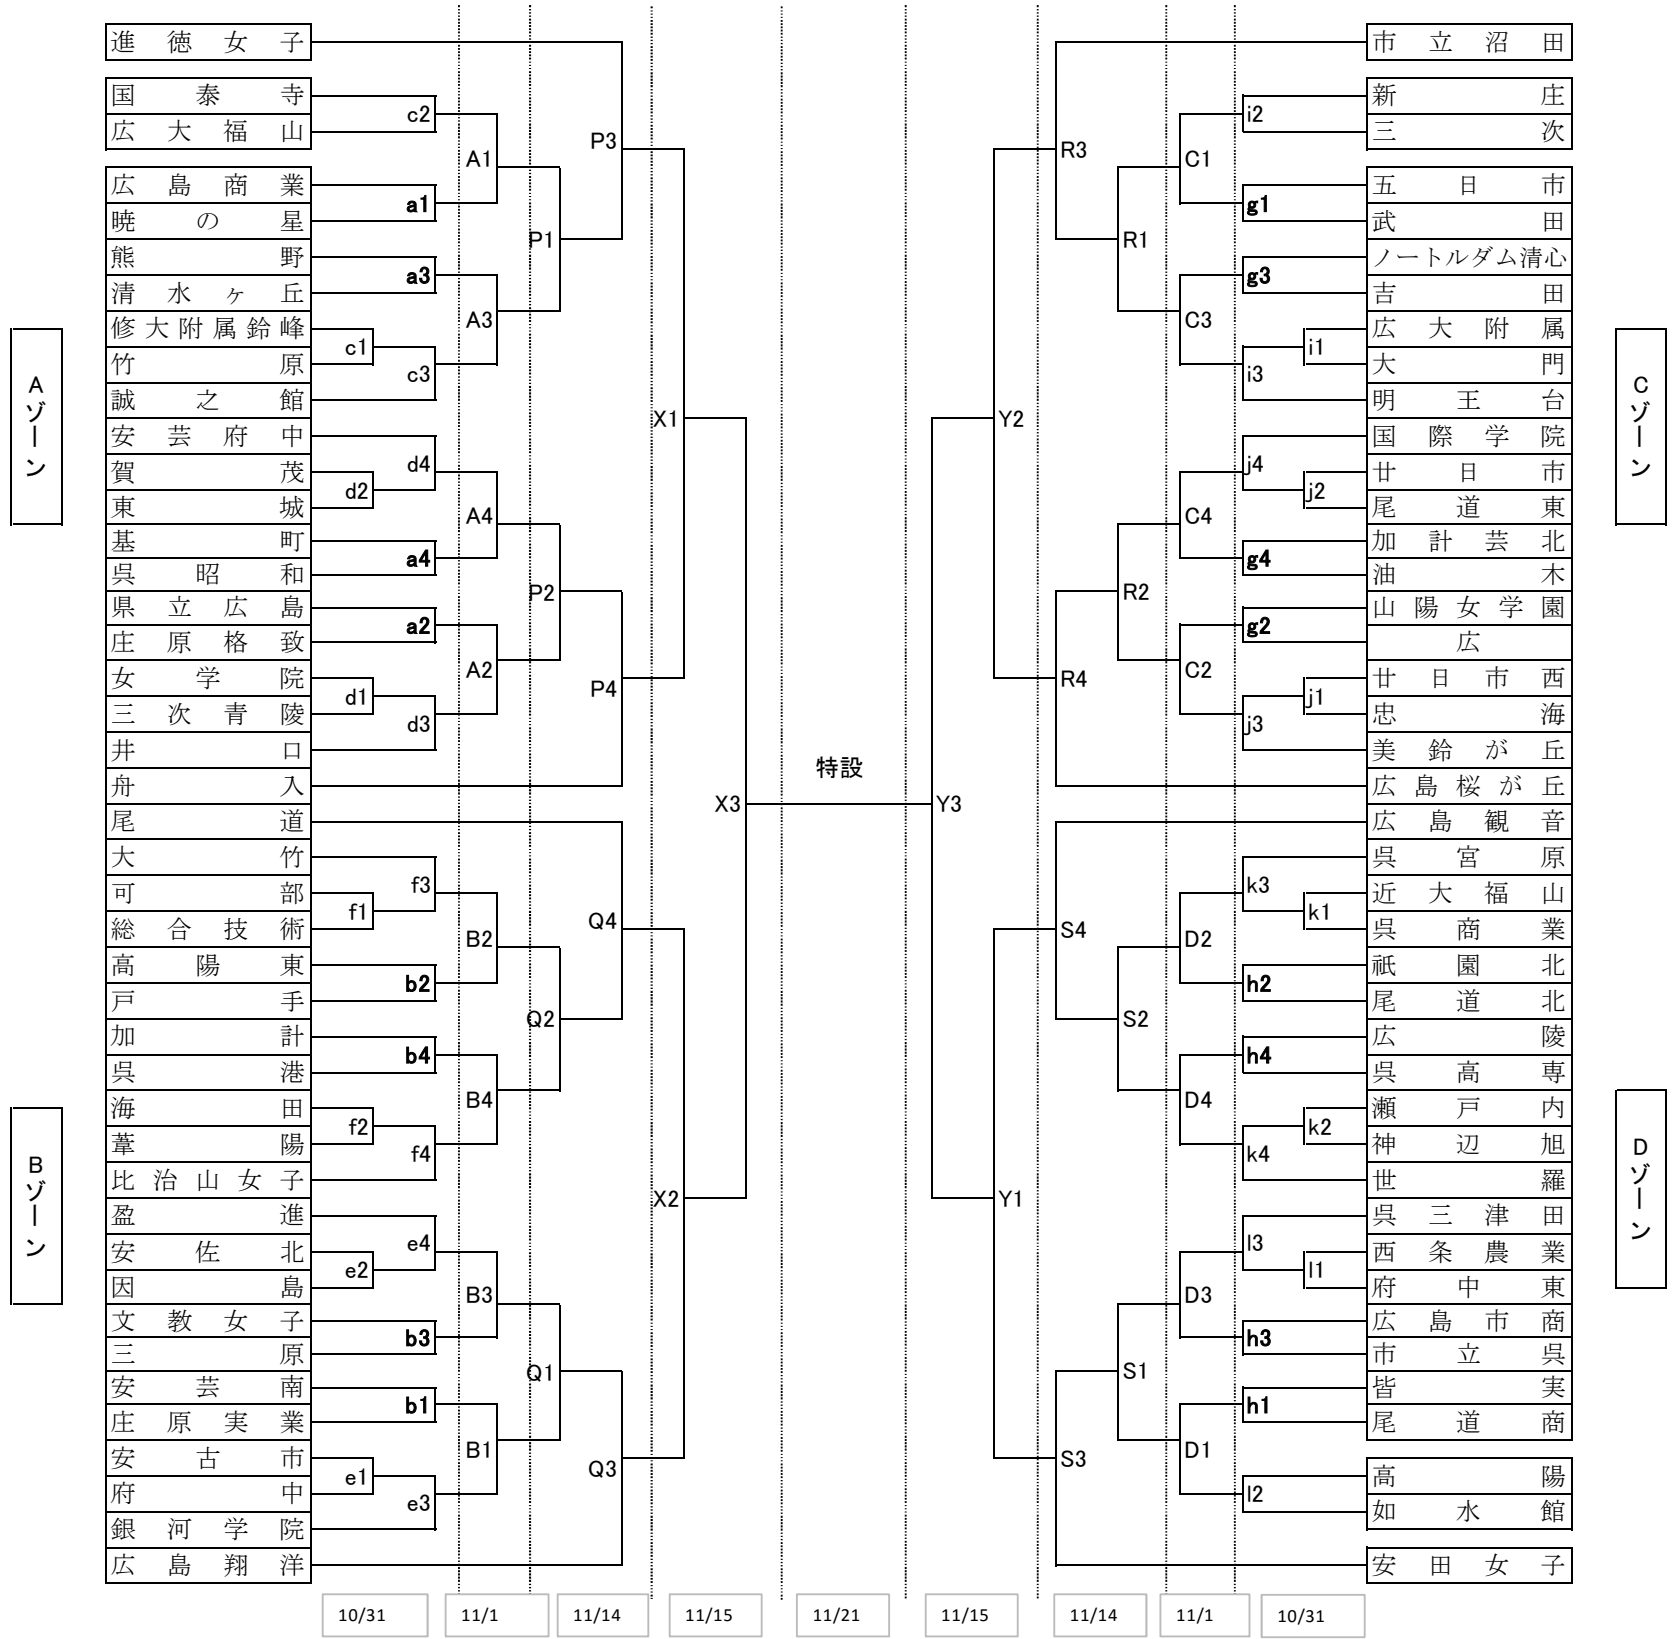 進徳女子
国泰寺
広大福山
広島商業
暁の星
熊野
清水ヶ丘
修大附属鈴峰
竹原
誠之館
安芸府中
賀茂
東城
基町
呉昭和
県立広島
庄原格致
女学院
三次青陵
井口
舟入
尾道
大竹
可部
総合技術
高陽東
戸手
加計
呉港
海田
葦陽
比治山女子
盈進
安佐北
因島
文教女子
三原
安芸南
庄原実業
安古市
府中
銀河学院
広島翔洋
Aゾーン
Bゾーン
c2
a1
a3
c1
c3
d4
d2
a4
a2
d1
d3
f3
f1
b2
b4
f2
f4
e4
e2
b3
b1
e1
e3
A1
A3
A4
A2
B2
B4
B3
B1
P1
P2
Q2
Q1
P3
P4
Q4
Q3
X1
X2
X3
特設
Y3
Y2
Y1
R3
R4
S4
S3
R1
R2
S2
S1
C1
C3
C4
C2
D2
D4
D3
D1
i2
g1
g3
i1
i3
j4
j2
g4
g2
j1
j3
k3
k1
h2
h4
k2
k4
l3
l1
h3
h1
l2
市立沼田
新庄
三次
五日市
武田
ノートルダム清心
吉田
広大附属
大門
明王台
国際学院
廿日市
尾道東
加計芸北
油木
山陽女学園
広
廿日市西
忠海
美鈴が丘
広島桜が丘
広島観音
呉宮原
近大福山
呉商業
祇園北
尾道北
広陵
呉高専
瀬戸内
神辺旭
世羅
呉三津田
西条農業
府中東
広島市商
市立呉
皆実
尾道商
高陽
如水館
安田女子
Cゾーン
Dゾーン
10/31
11/1
11/14
11/15
11/21
11/15
11/14
11/1
10/31